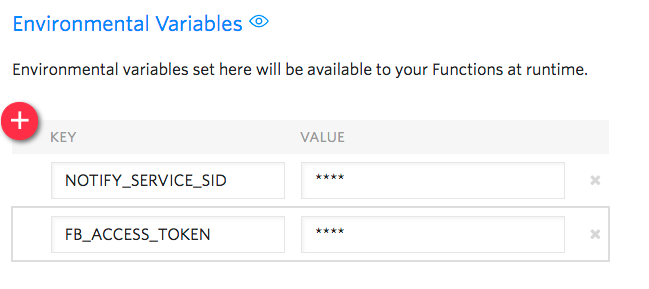 Environmental Variables
Environmental variables set here will be available to your Functions at runtime.
KEY VALUE
NOTIFY_SERVICE_SID ****
FB_ACCESS_TOKEN ****